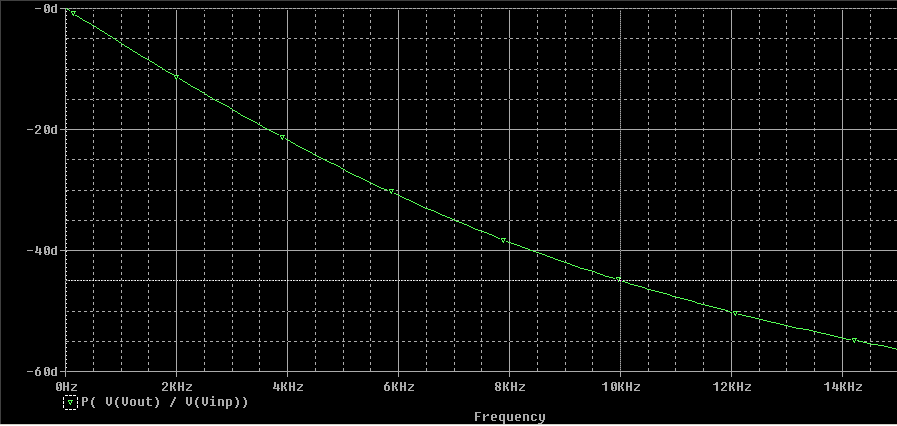 -0d
-20d
-40d
-60d
0Hz 2KHz 4KHz 6KHz 8KHz 10KHz 12KHz 14KHz
P( V(Vout) / V(Vinp))
Frequency